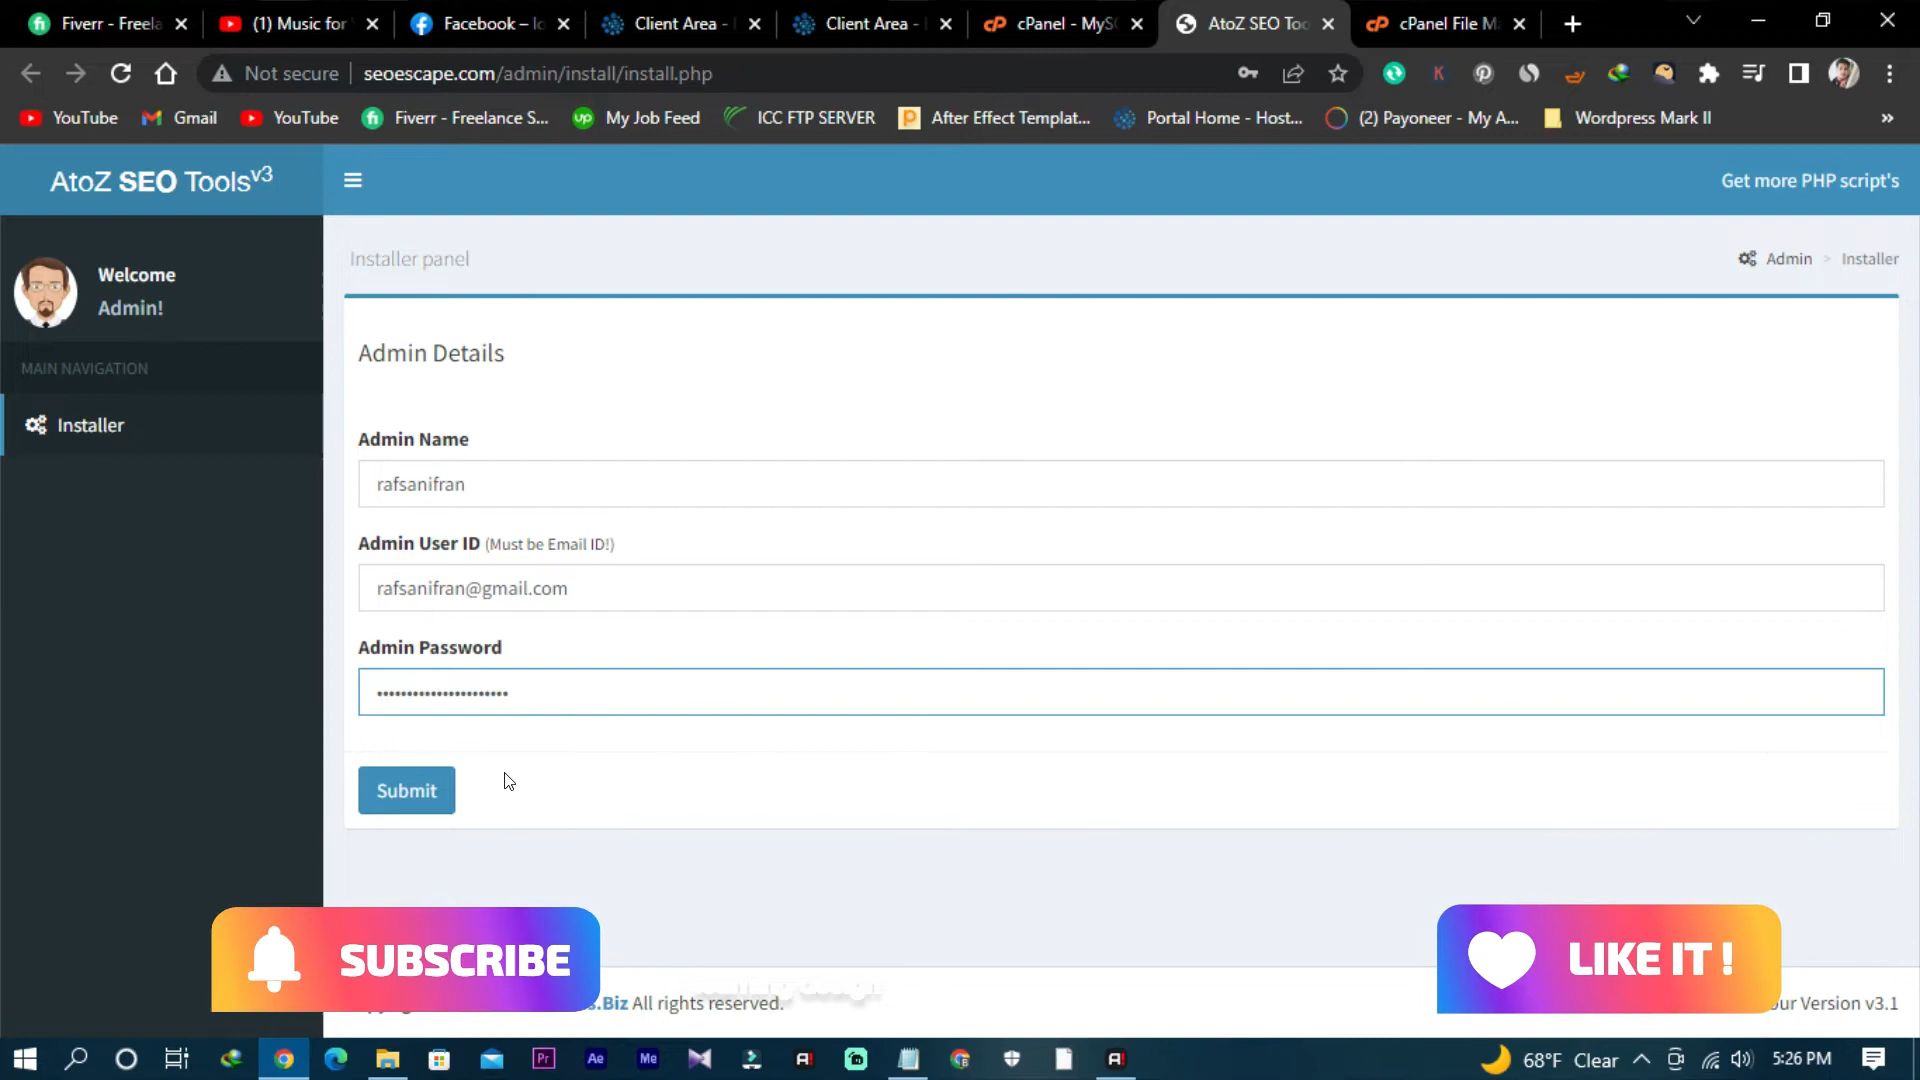 Fiverr - Freela
(1) Music for
Facebook – lo
Client Area -
Client Area -
cPanel - MySQ
AtoZ SEO Too
cPanel File M
Not secure
seoescape.com/admin/install/install.php
YouTube
Gmail
YouTube
Fiverr - Freelance S...
My Job Feed
ICC FTP SERVER
After Effect Templat...
Portal Home - Host...
(2) Payoneer - My A...
Wordpress Mark II
AtoZ SEO Tools v3
Get more PHP script's
Welcome
Admin!
MAIN NAVIGATION
Installer
Installer panel
Admin > Installer
Admin Details
Admin Name
rafsanifran
Admin User ID (Must be Email ID!)
rafsanifran@gmail.com
Admin Password
Submit
SUBSCRIBE
LIKE IT !
s.Biz All rights reserved.
our Version v3.1
68°F Clear
5:26 PM